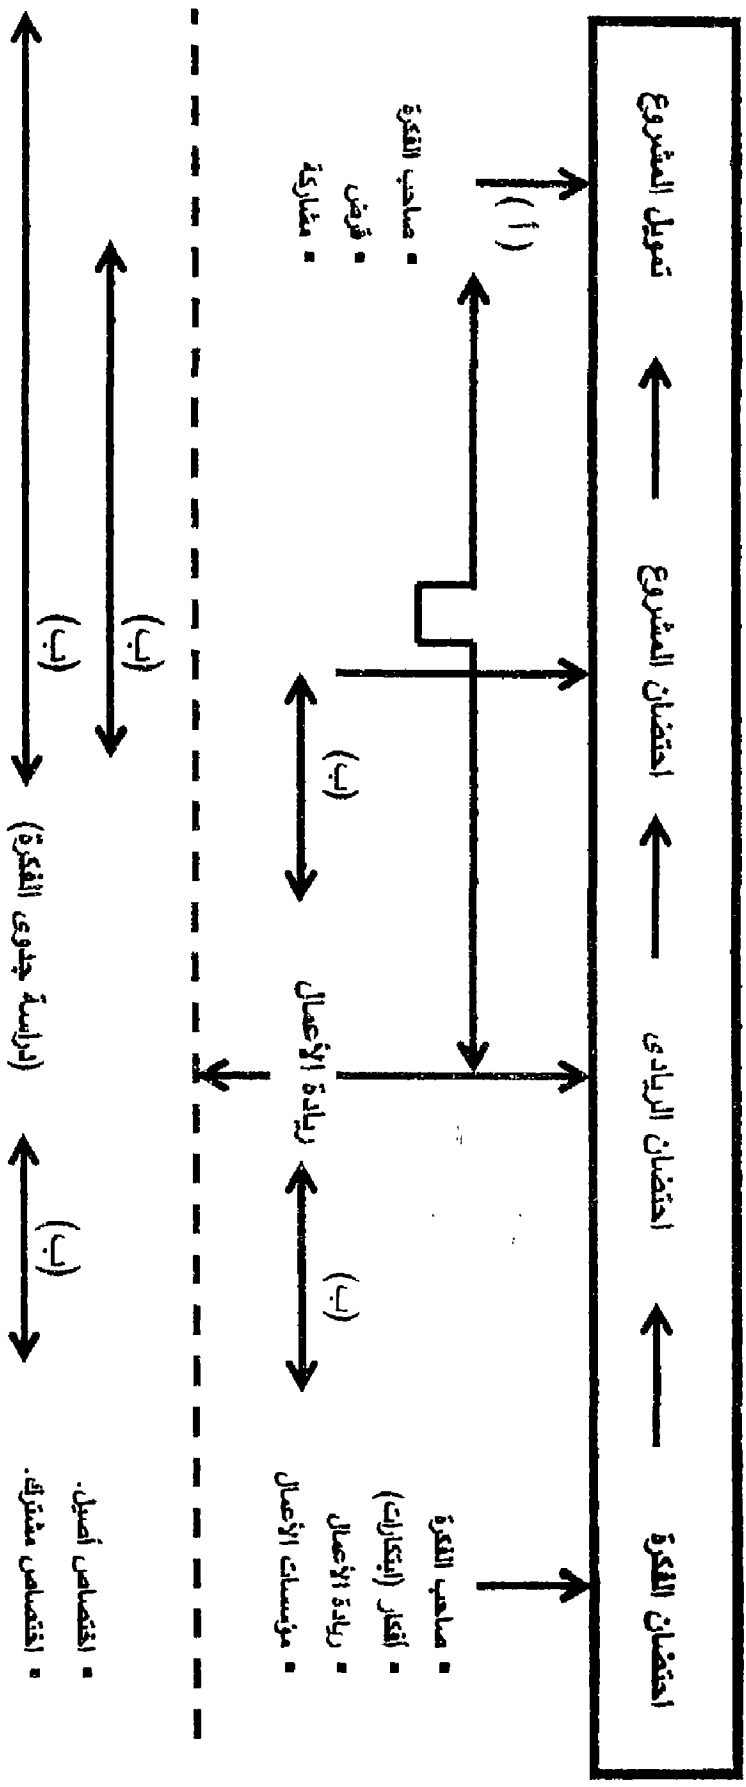 احتضان الفكرة
احتضان الريادى
احتضان المشروع
تمويل المشروع
( أ )
▪ صاحب الفكرة
▪ أفكار (ابتكارات)
▪ ريادة الأعمال
▪ مؤسسات الأعمال
(ب)
ريادة الأعمال
(ب)
▪ صاحب الفكرة
▪ قرض
▪ مشاركة
▪ اختصاص أصيل.
(ب)
▪ اختصاص مشترك.
(ب)
(دراسة جدوى الفكرة)
(ب)